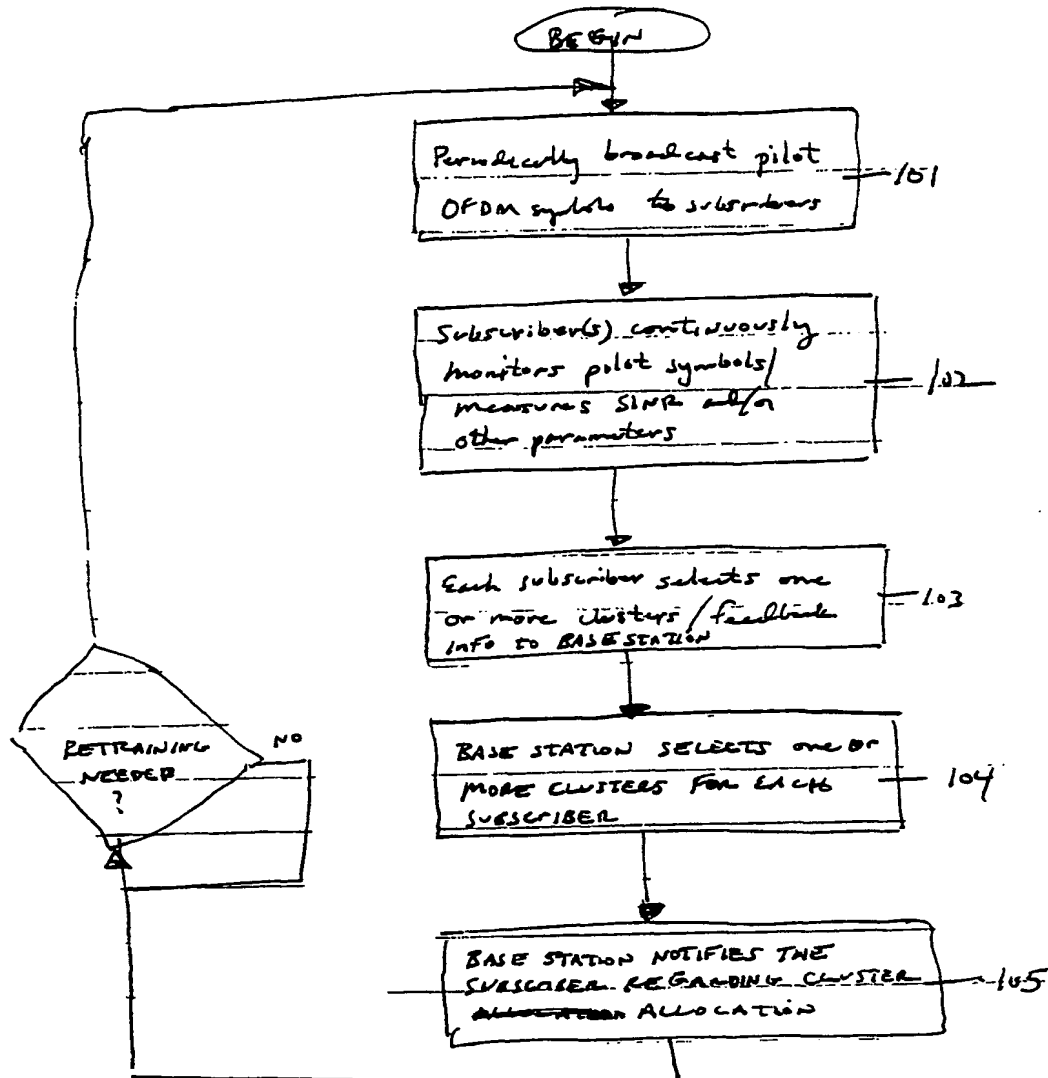 BEGIN
Periodically broadcast pilot
OFDM symbols to subscribers
101
Subscriber(s) continuously
monitors pilot symbols/
measures SINR and/or
other parameters
102
Each subscriber selects one
or more clusters/feedback
info to BASE STATION
103
RETRAINING
NEEDED
?
NO
BASE STATION SELECTS one or
MORE CLUSTERS FOR EACH
SUBSCRIBER
104
BASE STATION NOTIFIES THE
SUBSCRIBER REGARDING CLUSTER
ALLOCATION
105